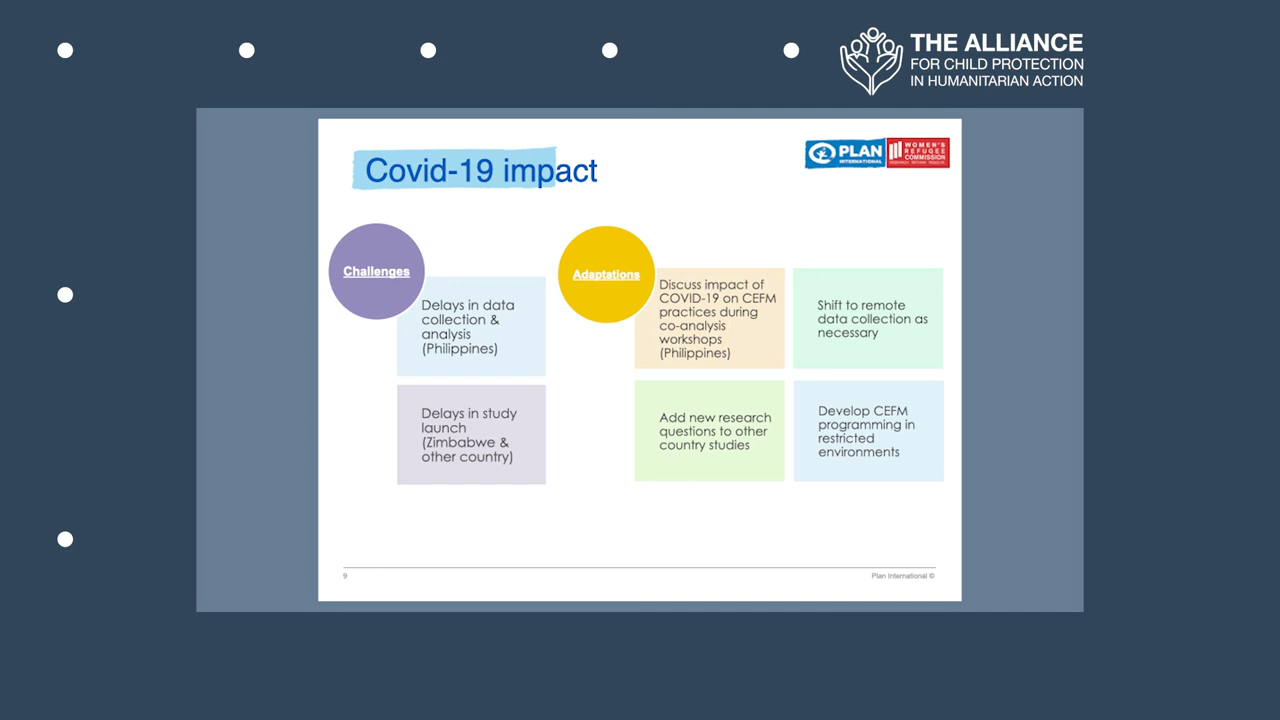 THE ALLIANCE
FOR CHILD PROTECTION
IN HUMANITARIAN ACTION
Covid-19 impact
PLAN
INTERNATIONAL
WOMEN'S
REFUGEE
COMMISSION
Challenges
Delays in data
collection &
analysis
(Philippines)
Delays in study
launch
(Zimbabwe &
other country)
Adaptations
Discuss impact of
COVID-19 on CEFM
practices during
co-analysis
workshops
(Philippines)
Shift to remote
data collection as
necessary
Add new research
questions to other
country studies
Develop CEFM
programming in
restricted
environments
9
Plan International ©